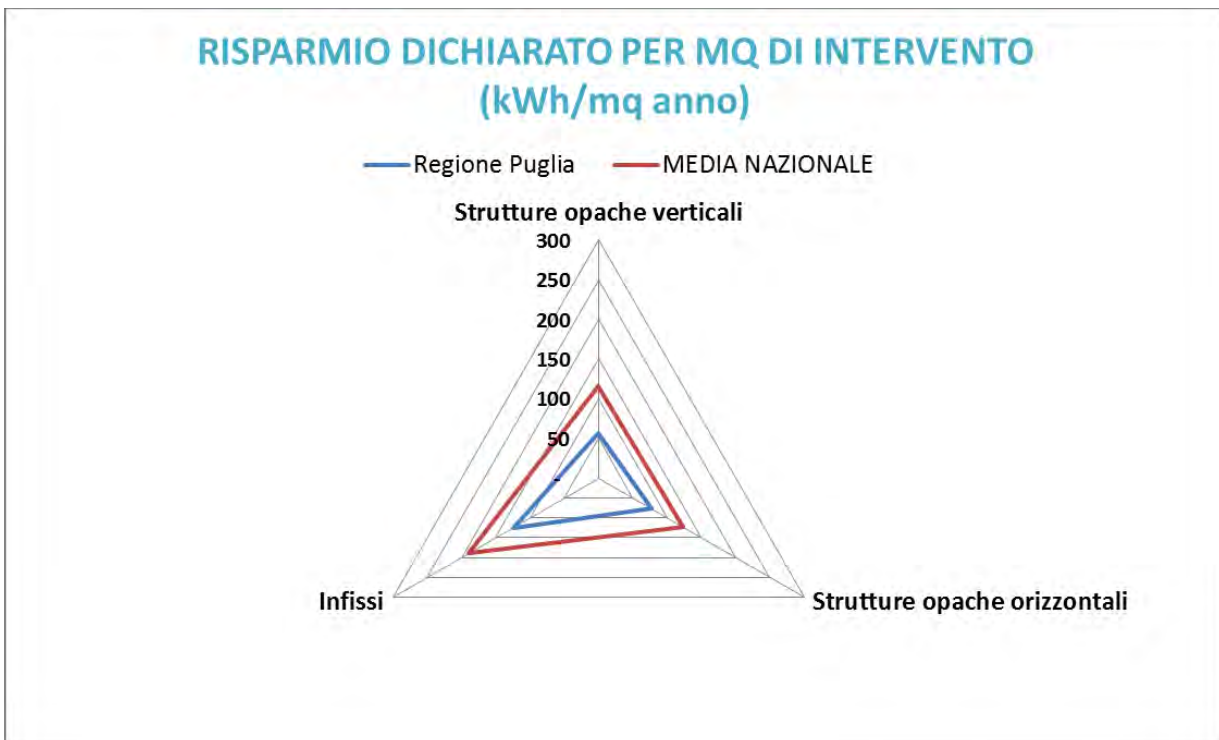 RISPARMIO DICHIARATO PER MQ DI INTERVENTO
(kWh/mq anno)
Regione Puglia MEDIA NAZIONALE
Strutture opache verticali
300
250
200
150
100
50
-
Infissi
Strutture opache orizzontali